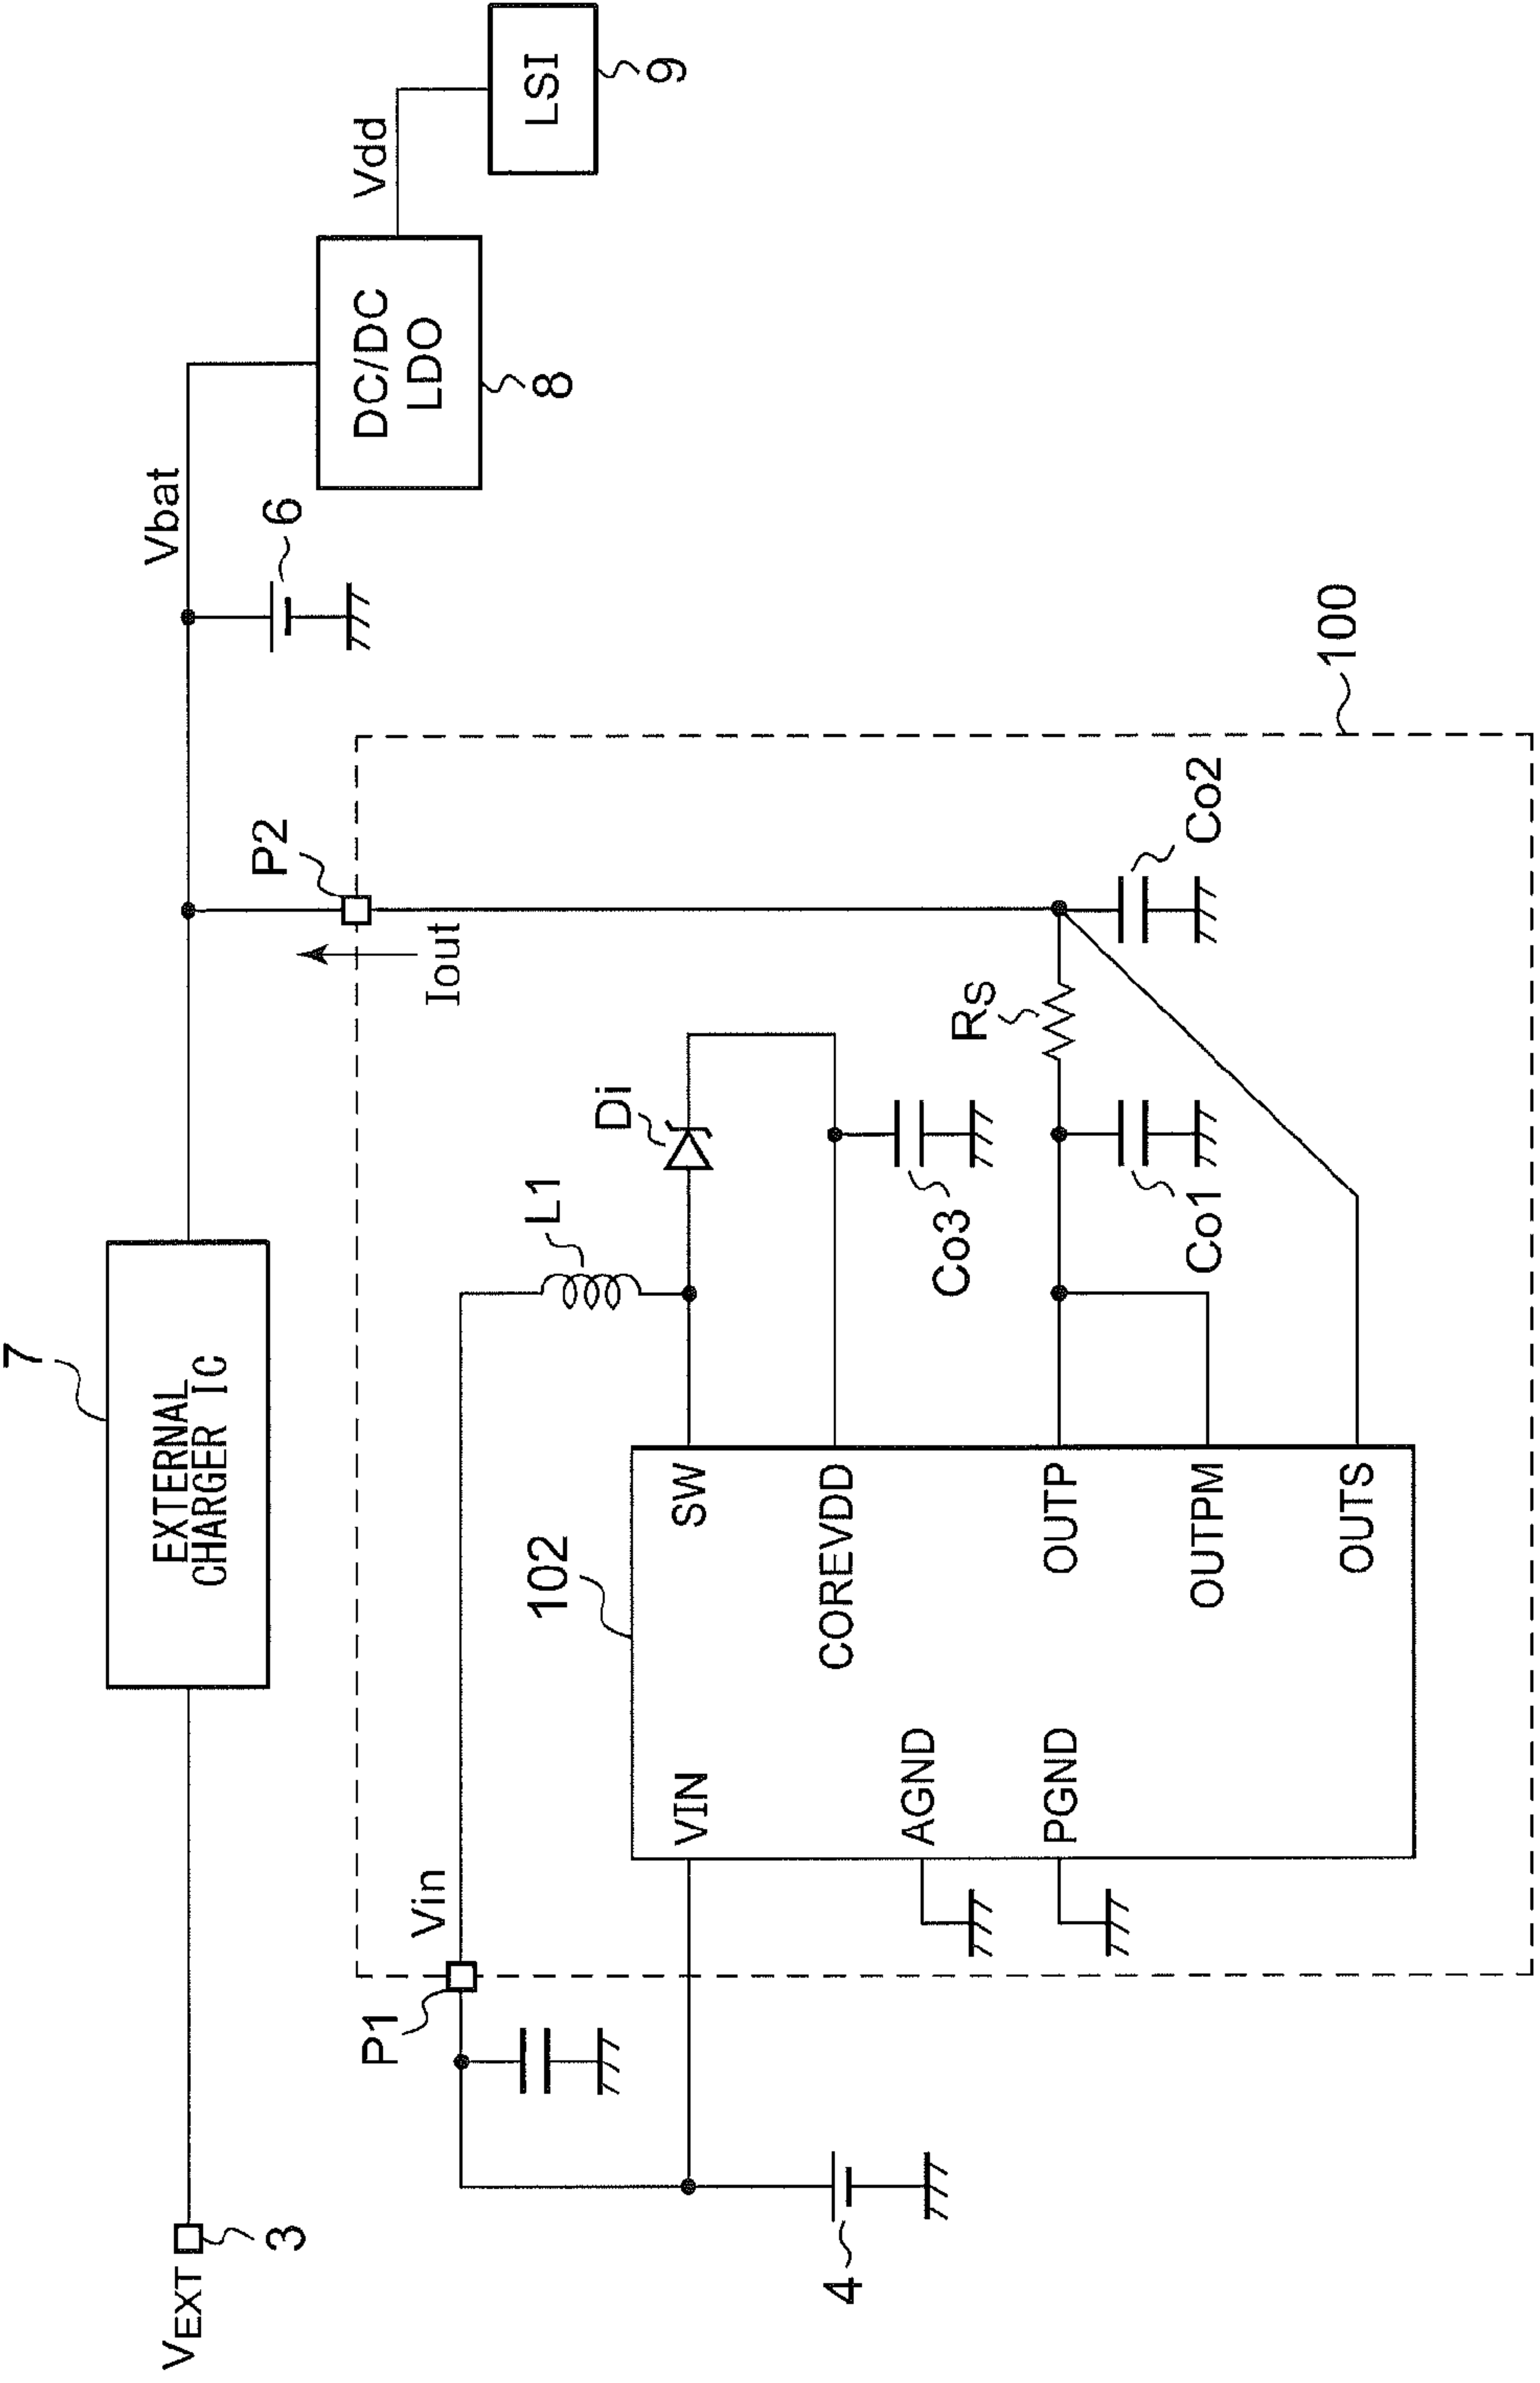 7
EXTERNAL
CHARGER IC
VEXT
3
Vbat
6
DC/DC
LDO
8
Vdd
LSI
9
P2
Iout
P1
Vin
L1
Di
4
102
VIN
AGND
PGND
SW
COREVDD
OUTP
OUTPM
OUTS
Co3
Rs
Co1
Co2
100